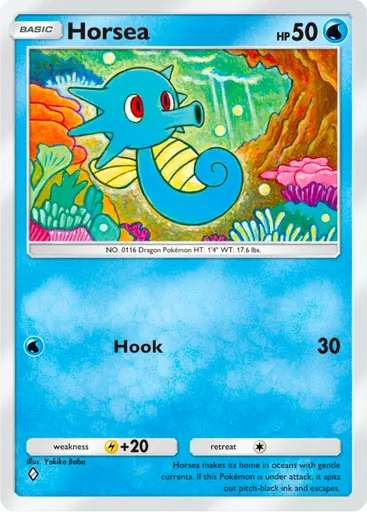 BASIC Horsea HP 50
NO. 0116 Dragon Pokémon HT: 1'4" WT: 17.6 lbs.
Hook 30
weakness +20 retreat
Illus. Yukiko Baba
Horsea makes its home in oceans with gentle
currents. If this Pokémon is under attack, it spits
out pitch-black ink and escapes.